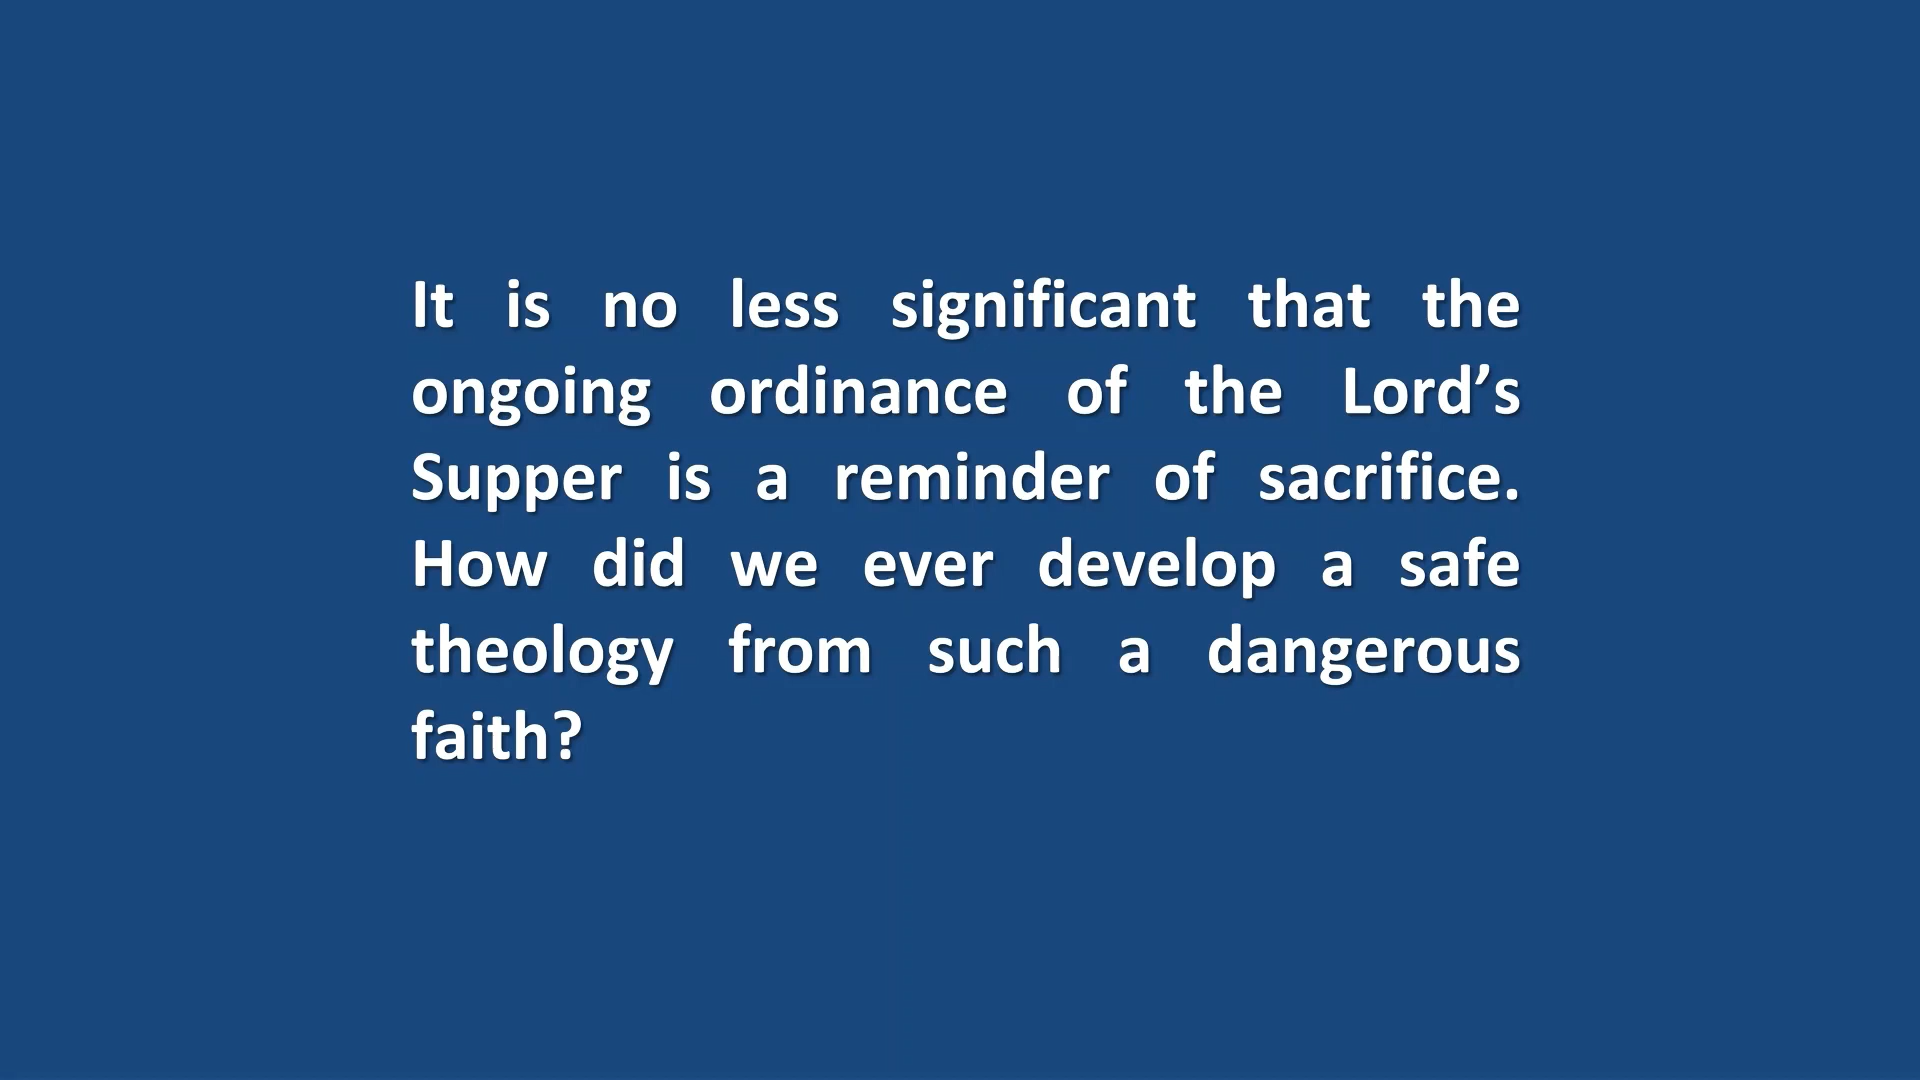 It is no less significant that the
ongoing ordinance of the Lord’s
Supper is a reminder of sacrifice.
How did we ever develop a safe
theology from such a dangerous
faith?